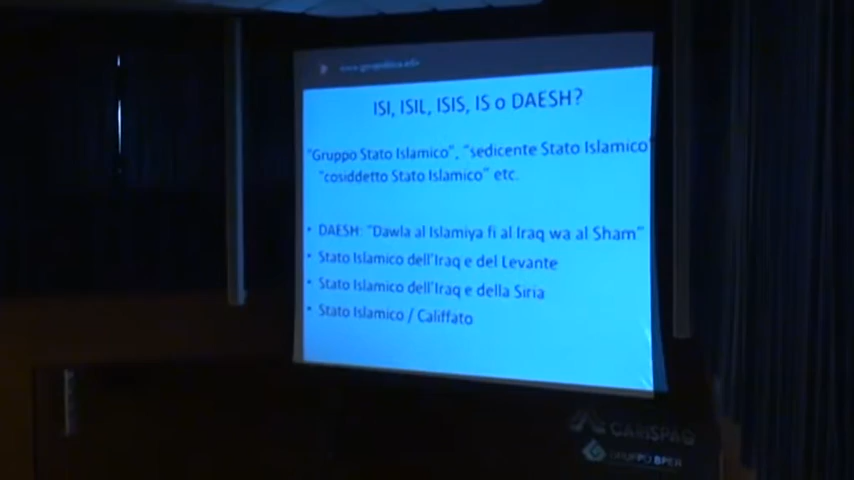 ISI, ISIL, ISIS, IS o DAESH?
"Gruppo Stato Islamico", "sedicente Stato Islamico"
"cosiddetto Stato Islamico" etc.
• DAESH: "Dawla al Islamiya fi al Iraq wa al Sham"
• Stato Islamico dell'Iraq e del Levante
• Stato Islamico dell'Iraq e della Siria
• Stato Islamico / Califfato
CARISPAQ
GRUPPO BPER